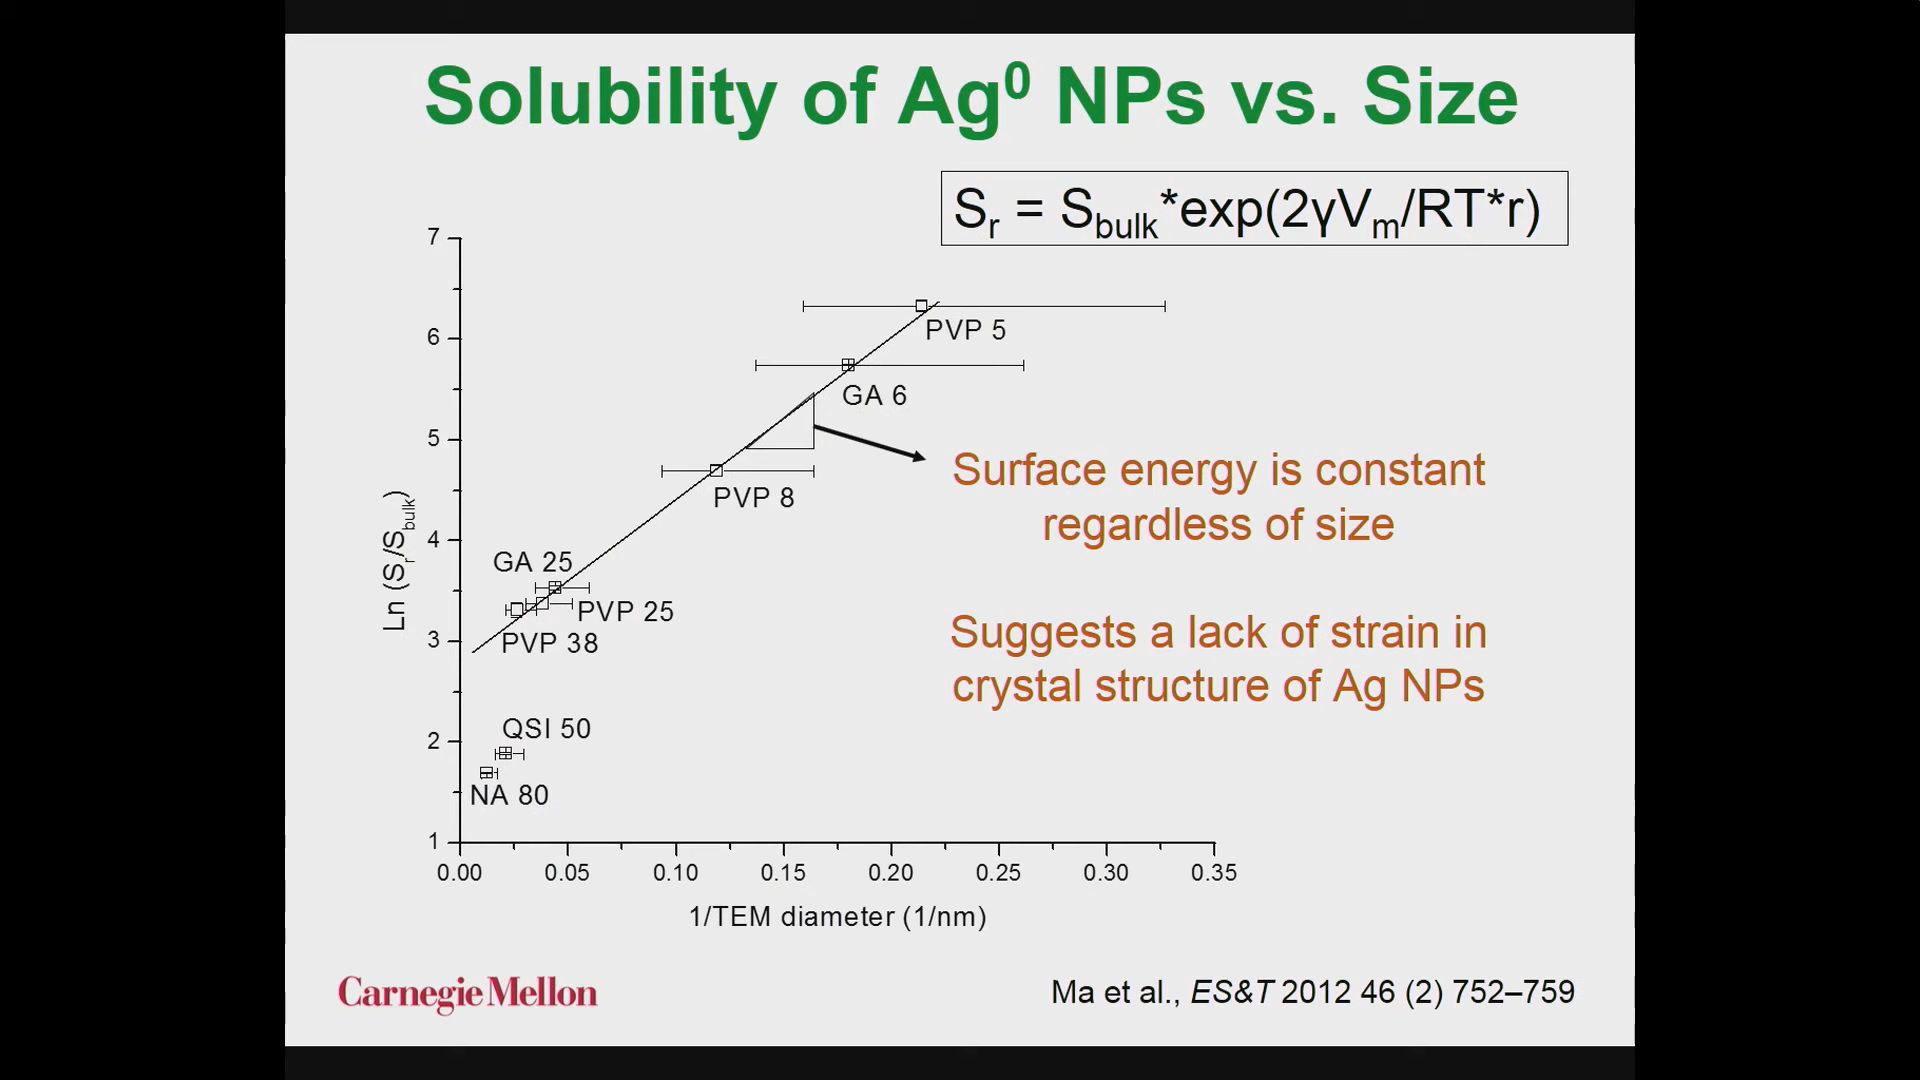 Solubility of Ag⁰ NPs vs. Size
Sr = Sbulk*exp(2γVm/RT*r)
7
6
5
4
3
2
1
Ln (Sr/Sbulk)
PVP 5
GA 6
PVP 8
GA 25
PVP 25
PVP 38
QSI 50
NA 80
Surface energy is constant
regardless of size
Suggests a lack of strain in
crystal structure of Ag NPs
0.00 0.05 0.10 0.15 0.20 0.25 0.30 0.35
1/TEM diameter (1/nm)
Carnegie Mellon
Ma et al., ES&T 2012 46 (2) 752–759